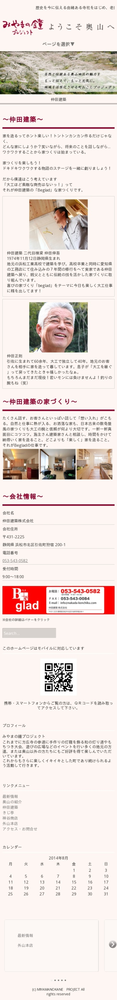 歴史を今に伝える由緒ある寺社をはじめ、老
みやまの鐘
プロジェクト
ようこそ奥山へ
ページを選択▼
自然と伝統ある奥山地区の魅力を
もっと伝えて、もっと元気に。
地域を活性化させる町おこしプロジェクト
仲田建築
～仲田建築～
家を造るってホント楽しい！トントンカンカン作るだけじゃな
く、
どんな家にしようか？笑いながら、将来のことを話しながら…
ワクワクすることから家つくりは始まっている。
家つくりを楽しもう！
ドキドキワクワクする物語のステージを一緒に創りましょう！
だから僕達はこう考えています
「大工ほど素敵な商売はないっ！」って
それが仲田建築の「Beglad」な家つくりです。
仲田建築 二代目棟梁 仲田伸吾
1974年11月12日静岡県生まれ
地元の浜松工業高校で建築を学び。高校卒業と同時に愛知県
の工務店にて住み込みの７年間の修行をへて実家である仲田
建築へ戻り、親父とともに伝統の技を活かした家づくりに取
り組んでいます。
喜びの家づくり「beglad」をテーマに今日も楽しく大工仕事
に精を出してます！
仲田正則
引佐に生まれて60余年、大工で独立して40年。地元のお客
さんを相手に家を造って暮しています。息子が「大工を継ぐ
」って戻ってきたときゃ嬉しかったなぁ。
もちろんまだまだ現役！若いモンには負けませんよ！釣りの
腕もね（笑）
～仲田建築の家づくり～
たくさん話す、お客さんといっぱい話して「想い入れ」がこも
る。自然と仕事に熱が入る、お洒落な家も、日本古来の数奇屋
風の家つくりも大工の腕と信頼が何より大切です。一軒一軒真
面目にコツコツ。施主さん建築家さんと相談し、時間をかけて
納得いく家を造ること。どこよりも「楽しく」家を造ること。
それがBegladの仕事です。
～会社情報～
会社名
仲田建築株式会社
会社住所
〒431-2225
静岡県 浜松市北区引佐町狩宿 200-1
電話番号
053-543-0582
受付時間
9:00〜18:00
Be glad
お電話：053-543-0582
(受付時間 9:00～18:00)
FAX：053-543-0084
E-mail：info@nakada-kenchiku.com
仲田建築 株式会社
〒431-2225 静岡県浜松市北区引佐町狩宿200-1
※会社の詳細はバナーをクリック
Search …
このホームページはモバイルに対応しています
携帯・スマートフォンからご覧の方は、ＱＲコードを読み取っ
てアクセスして下さい。
プロフィール
みやまの鐘プロジェクト
これまでに方広寺の参道に手作りの灯籠を飾る和の灯り道やも
ちつき大会、遊びの広場などのイベントを行い多くの地元の方
達、または奥山以外の方たちにもご好評を得て楽しんでいただ
いています。
これからもさらに楽しくイキイキとした町であり続けられるよ
う活動して行きます。
リンクメニュー
最新情報
奥山の紹介
仲田建築
きじ亭
神谷商店
外山本店
アクセス・お問合せ
カレンダー
2014年8月
月 火 水 木 金 土 日
1 2 3
4 5 6 7 8 9 10
11 12 13 14 15 16 17
18 19 20 21 22 23 24
25 26 27 28 29 30 31
最新情報
外山本店
(c) MIYAMANOKANE PROJECT All
rights reserved